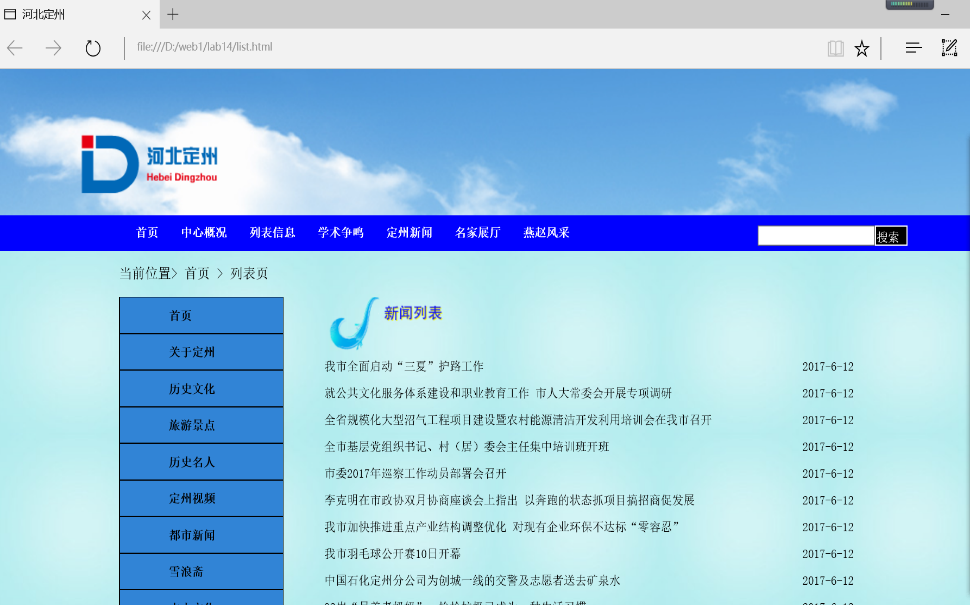 河北定州
file:///D:/web1/lab14/list.html
河北定州
Hebei Dingzhou
首页 中心概况 列表信息 学术争鸣 定州新闻 名家展厅 燕赵风采 搜索
当前位置> 首页 > 列表页
首页
关于定州
历史文化
旅游景点
历史名人
定州视频
都市新闻
雪浪斋
新闻列表
我市全面启动“三夏”护路工作 2017-6-12
就公共文化服务体系建设和职业教育工作 市人大常委会开展专项调研 2017-6-12
全省规模化大型沼气工程项目建设暨农村能源清洁开发利用培训会在我市召开 2017-6-12
全市基层党组织书记、村（居）委会主任集中培训班开班 2017-6-12
市委2017年巡察工作动员部署会召开 2017-6-12
李克明在市政协双月协商座谈会上指出 以奔跑的状态抓项目搞招商促发展 2017-6-12
我市加快推进重点产业结构调整优化 对现有企业环保不达标“零容忍” 2017-6-12
我市羽毛球公开赛10日开幕 2017-6-12
中国石化定州分公司为创城一线的交警及志愿者送去矿泉水 2017-6-12